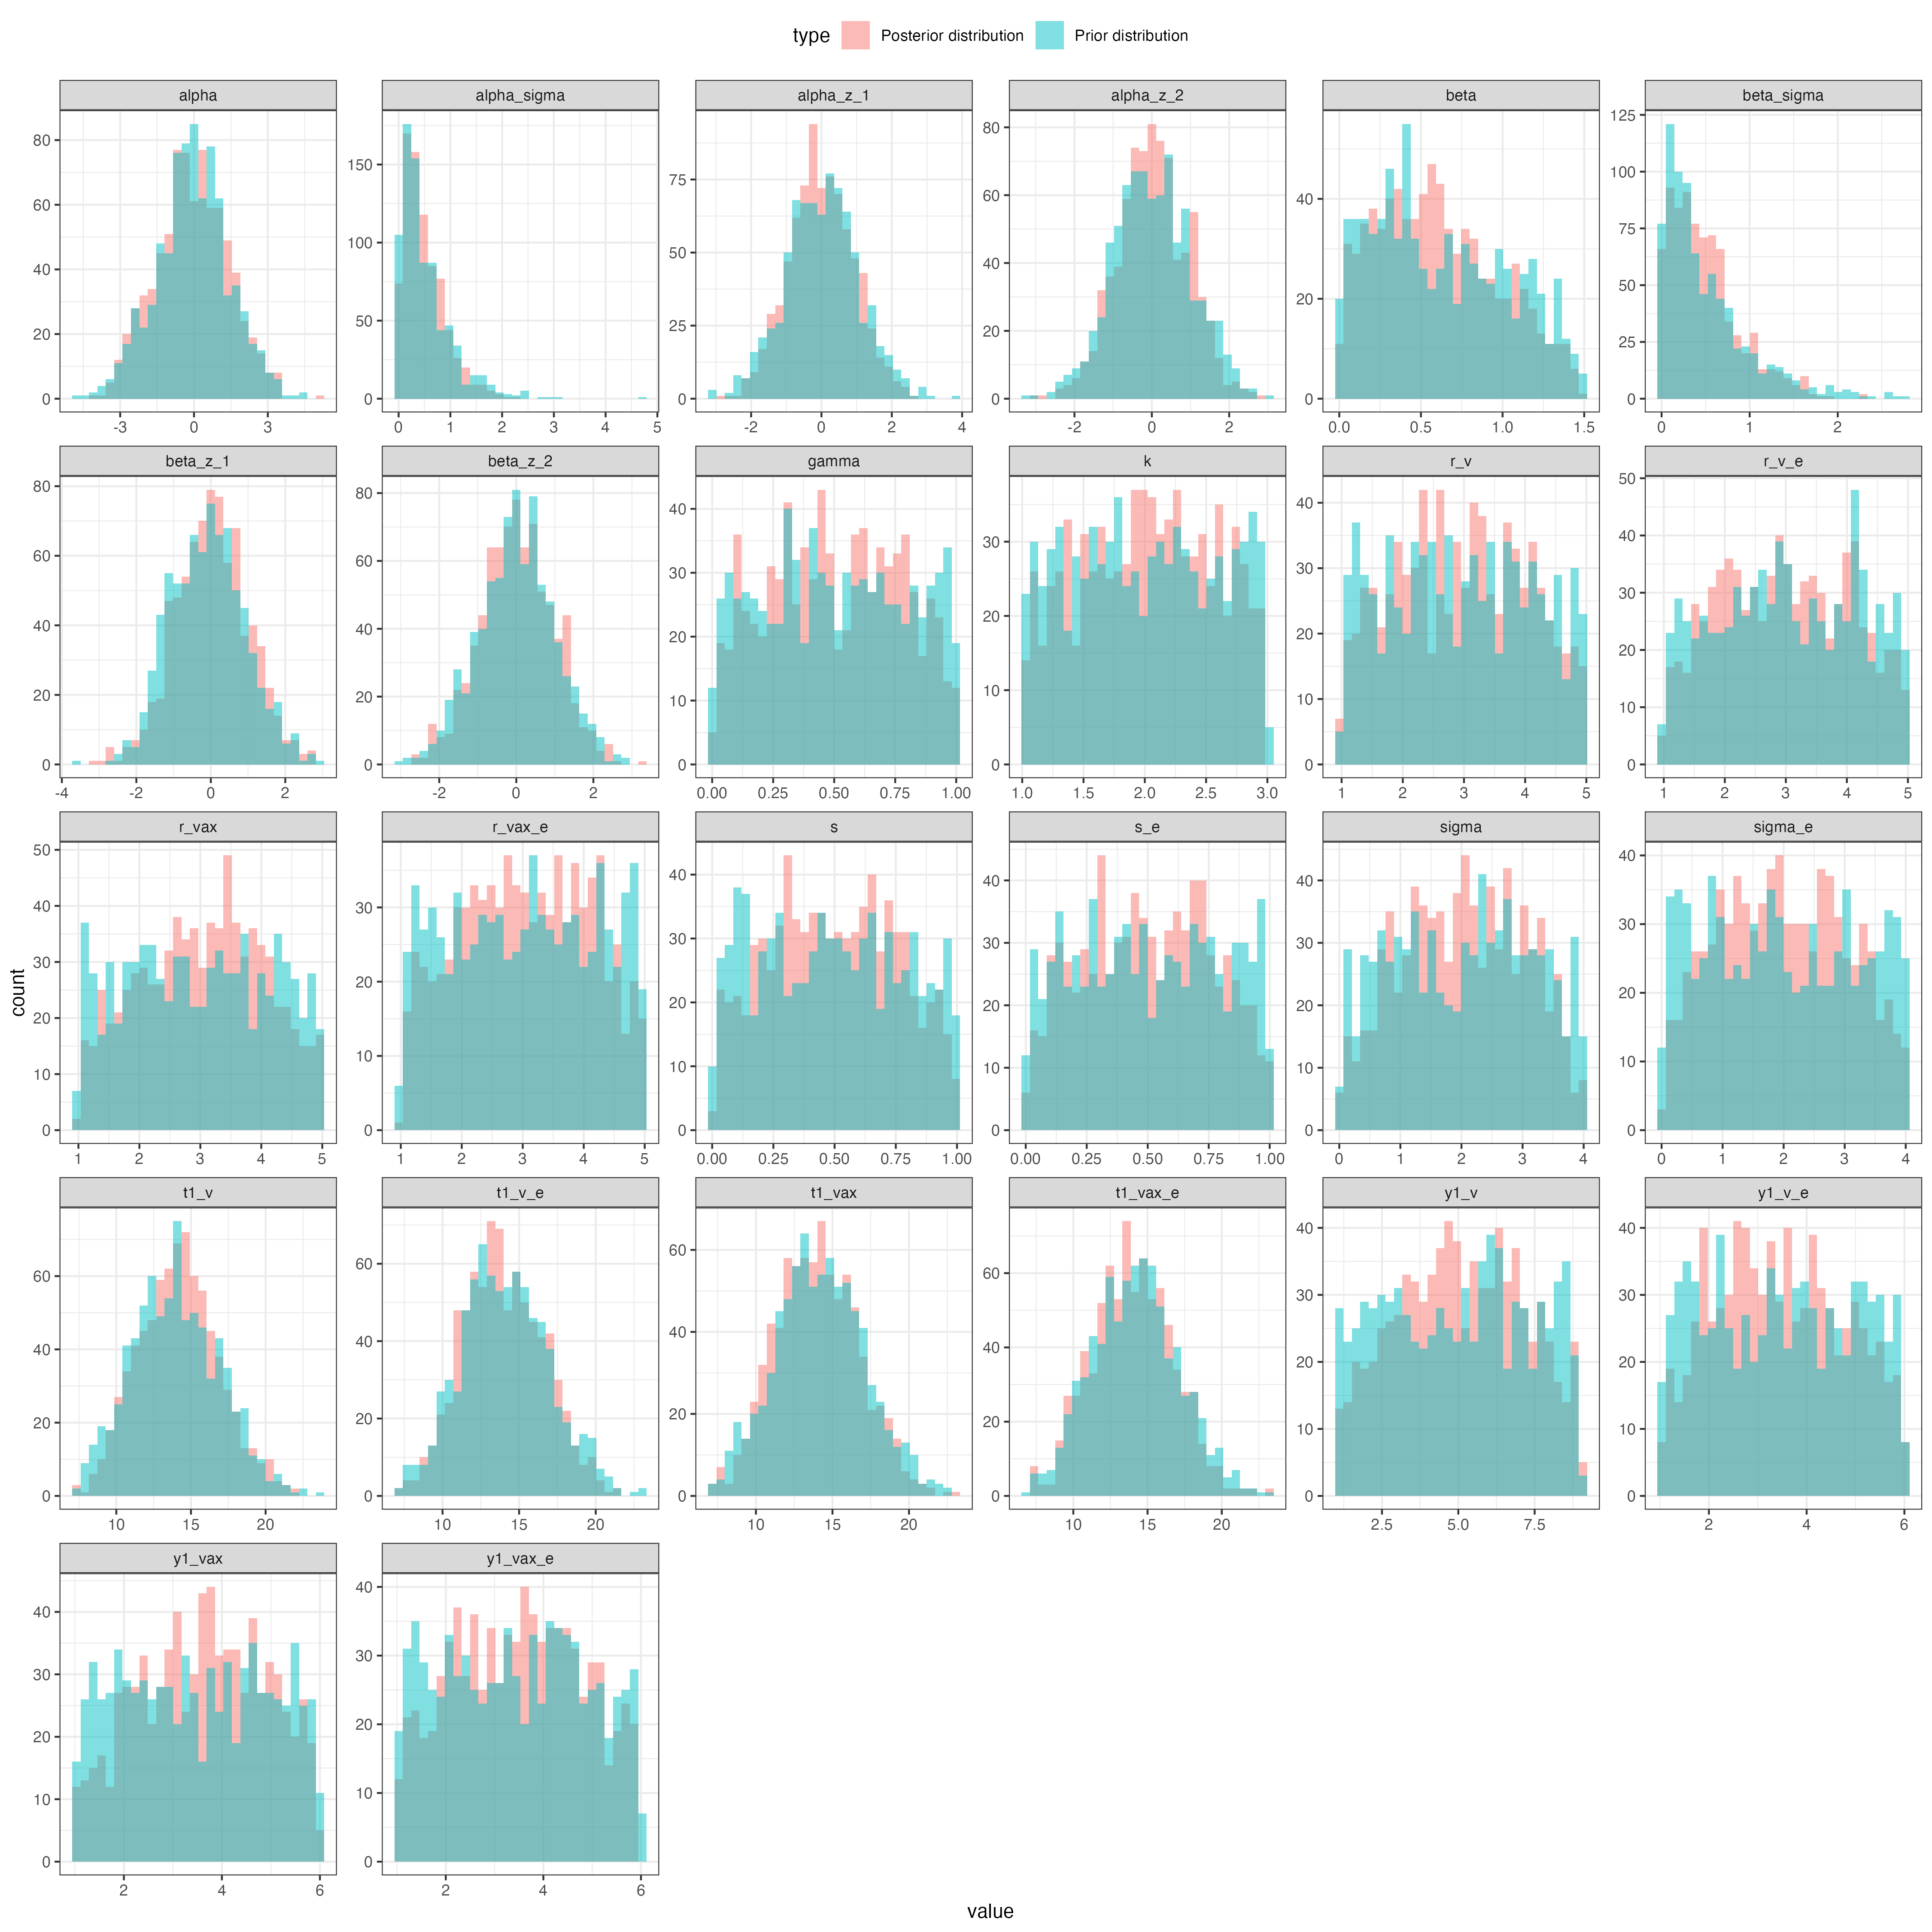 type Posterior distribution Prior distribution
alpha alpha_sigma alpha_z_1 alpha_z_2 beta beta_sigma
80 60 40 20 0
-3 0 3
150 100 50 0
0 1 2 3 4 5
75 50 25 0
-2 0 2 4
80 60 40 20 0
-2 0 2
40 20 0
0.0 0.5 1.0 1.5
125 100 75 50 25 0
0 1 2
beta_z_1 beta_z_2 gamma k r_v r_v_e
80 60 40 20 0
-4 -2 0 2
80 60 40 20 0
-2 0 2
40 30 20 10 0
0.00 0.25 0.50 0.75 1.00
30 20 10 0
1.0 1.5 2.0 2.5 3.0
40 30 20 10 0
1 2 3 4 5
50 40 30 20 10 0
1 2 3 4 5
r_vax r_vax_e s s_e sigma sigma_e
50 40 30 20 10 0
1 2 3 4 5
30 20 10 0
1 2 3 4 5
40 30 20 10 0
0.00 0.25 0.50 0.75 1.00
40 30 20 10 0
0.00 0.25 0.50 0.75 1.00
40 30 20 10 0
0 1 2 3 4
40 30 20 10 0
0 1 2 3 4
count
t1_v t1_v_e t1_vax t1_vax_e y1_v y1_v_e
60 40 20 0
10 15 20
60 40 20 0
10 15 20
60 40 20 0
10 15 20
60 40 20 0
10 15 20
40 30 20 10 0
2.5 5.0 7.5
40 30 20 10 0
2 4 6
y1_vax y1_vax_e
40 30 20 10 0
2 4 6
40 30 20 10 0
2 4 6
value